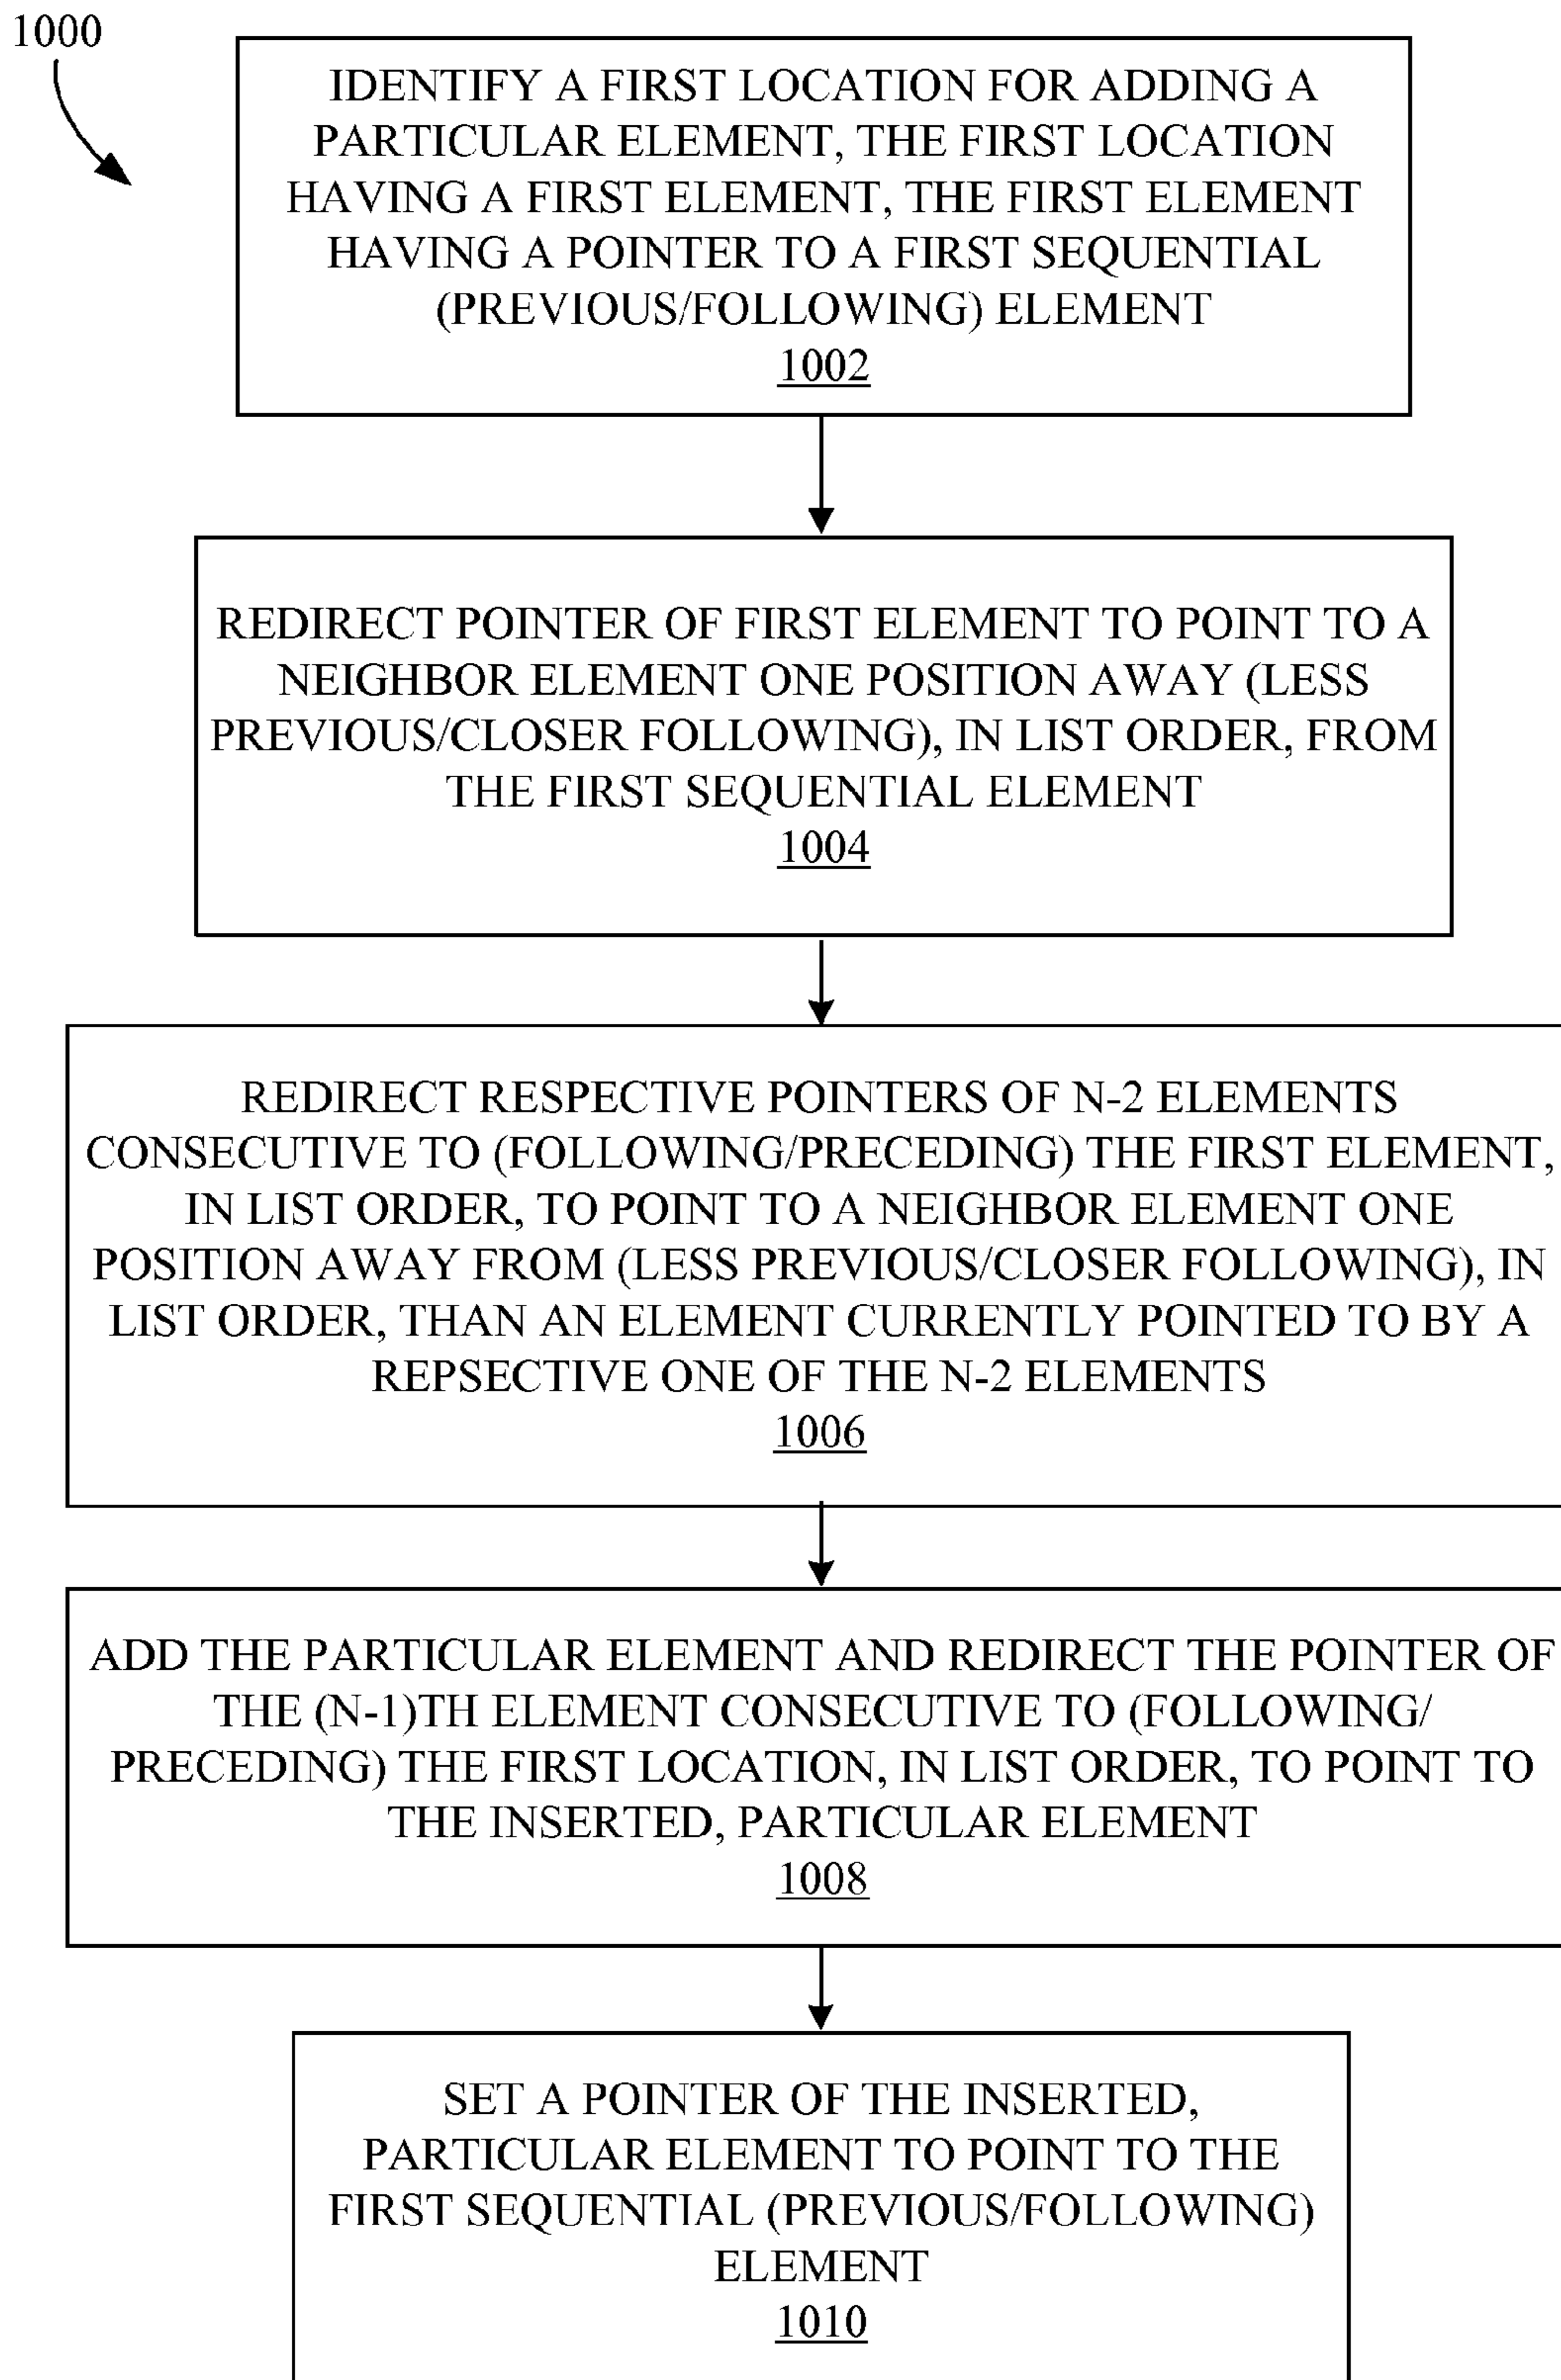 1000
IDENTIFY A FIRST LOCATION FOR ADDING A
PARTICULAR ELEMENT, THE FIRST LOCATION
HAVING A FIRST ELEMENT, THE FIRST ELEMENT
HAVING A POINTER TO A FIRST SEQUENTIAL
(PREVIOUS/FOLLOWING) ELEMENT
1002
REDIRECT POINTER OF FIRST ELEMENT TO POINT TO A
NEIGHBOR ELEMENT ONE POSITION AWAY (LESS
PREVIOUS/CLOSER FOLLOWING), IN LIST ORDER, FROM
THE FIRST SEQUENTIAL ELEMENT
1004
REDIRECT RESPECTIVE POINTERS OF N-2 ELEMENTS
CONSECUTIVE TO (FOLLOWING/PRECEDING) THE FIRST ELEMENT,
IN LIST ORDER, TO POINT TO A NEIGHBOR ELEMENT ONE
POSITION AWAY FROM (LESS PREVIOUS/CLOSER FOLLOWING), IN
LIST ORDER, THAN AN ELEMENT CURRENTLY POINTED TO BY A
REPSECTIVE ONE OF THE N-2 ELEMENTS
1006
ADD THE PARTICULAR ELEMENT AND REDIRECT THE POINTER OF
THE (N-1)TH ELEMENT CONSECUTIVE TO (FOLLOWING/
PRECEDING) THE FIRST LOCATION, IN LIST ORDER, TO POINT TO
THE INSERTED, PARTICULAR ELEMENT
1008
SET A POINTER OF THE INSERTED,
PARTICULAR ELEMENT TO POINT TO THE
FIRST SEQUENTIAL (PREVIOUS/FOLLOWING)
ELEMENT
1010